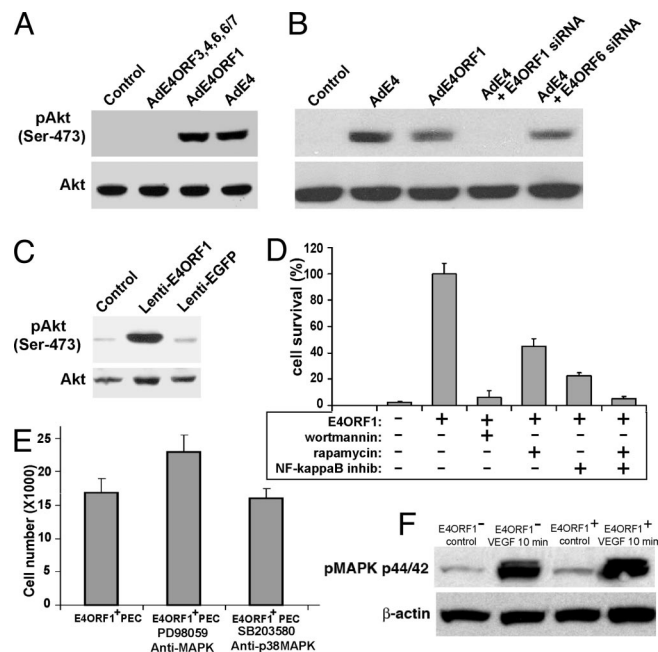 A
Control
AdE4ORF3,4,6,6/7
AdE4ORF1
AdE4
pAkt
(Ser-473)
Akt
B
Control
AdE4
AdE4ORF1
AdE4
+ E4ORF1 siRNA
AdE4
+ E4ORF6 siRNA
C
Control
Lenti-E4ORF1
Lenti-EGFP
pAkt
(Ser-473)
Akt
D
cell survival (%)
120
100
80
60
40
20
0
E4ORF1: - + + + + +
wortmannin: - - + - - -
rapamycin: - - - + - +
NF-kappaB inhib: - - - - + +
E
Cell number (X1000)
25
20
15
10
5
0
E4ORF1+ PEC
E4ORF1+ PEC
PD98059
Anti-MAPK
E4ORF1+ PEC
SB203580
Anti-p38MAPK
F
E4ORF1-
control
E4ORF1-
VEGF 10 min
E4ORF1+
control
E4ORF1+
VEGF 10 min
pMAPK p44/42
β-actin